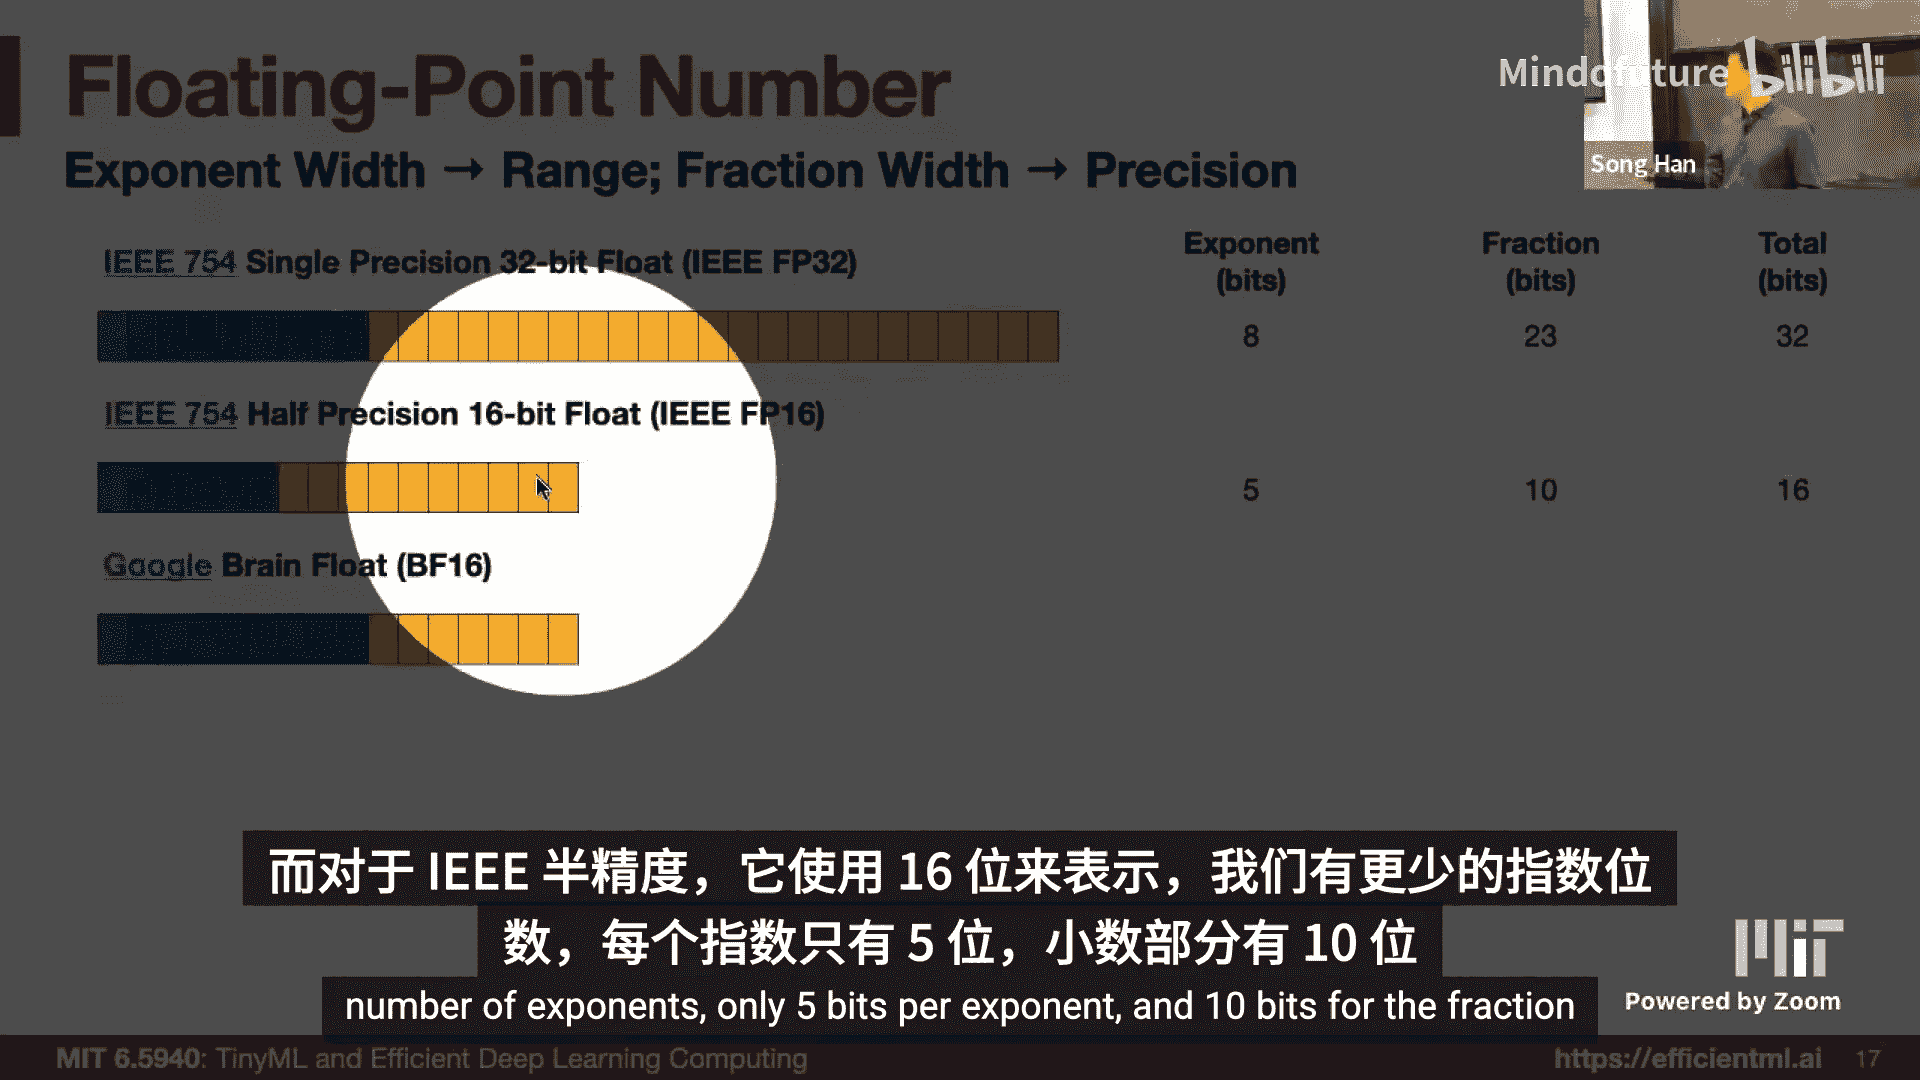 Floating-Point Number
Mindofuture bilibili
Song Han
Exponent Width → Range; Fraction Width → Precision
Exponent (bits)
Fraction (bits)
Total (bits)
IEEE 754 Single Precision 32-bit Float (IEEE FP32)
8 23 32
IEEE 754 Half Precision 16-bit Float (IEEE FP16)
5 10 16
Google Brain Float (BF16)
而对于 IEEE 半精度，它使用 16 位来表示，我们有更少的指数位
数，每个指数只有 5 位，小数部分有 10 位
number of exponents, only 5 bits per exponent, and 10 bits for the fraction
MIT
Powered by Zoom
MIT 6.5940: TinyML and Efficient Deep Learning Computing
https://efficientml.ai 17